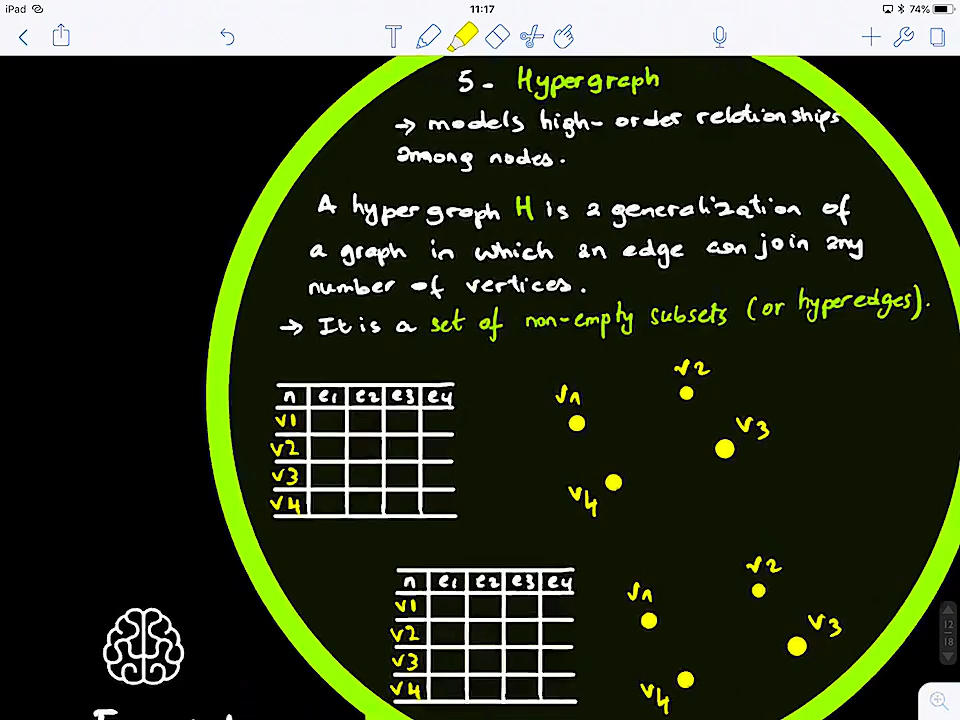 iPad
11:17
74%
T
5- Hypergraph
→ models high-order relationships
among nodes.
A hypergraph H is a generalization of
a graph in which an edge can join any
number of vertices.
→ It is a set of non-empty subsets (or hyperedges).
n e1 e2 e3 e4
v1
v2
v3
v4
v1
v2
v3
v4
n e1 e2 e3 e4
v1
v2
v3
v4
v1
v2
v3
v4
12
18